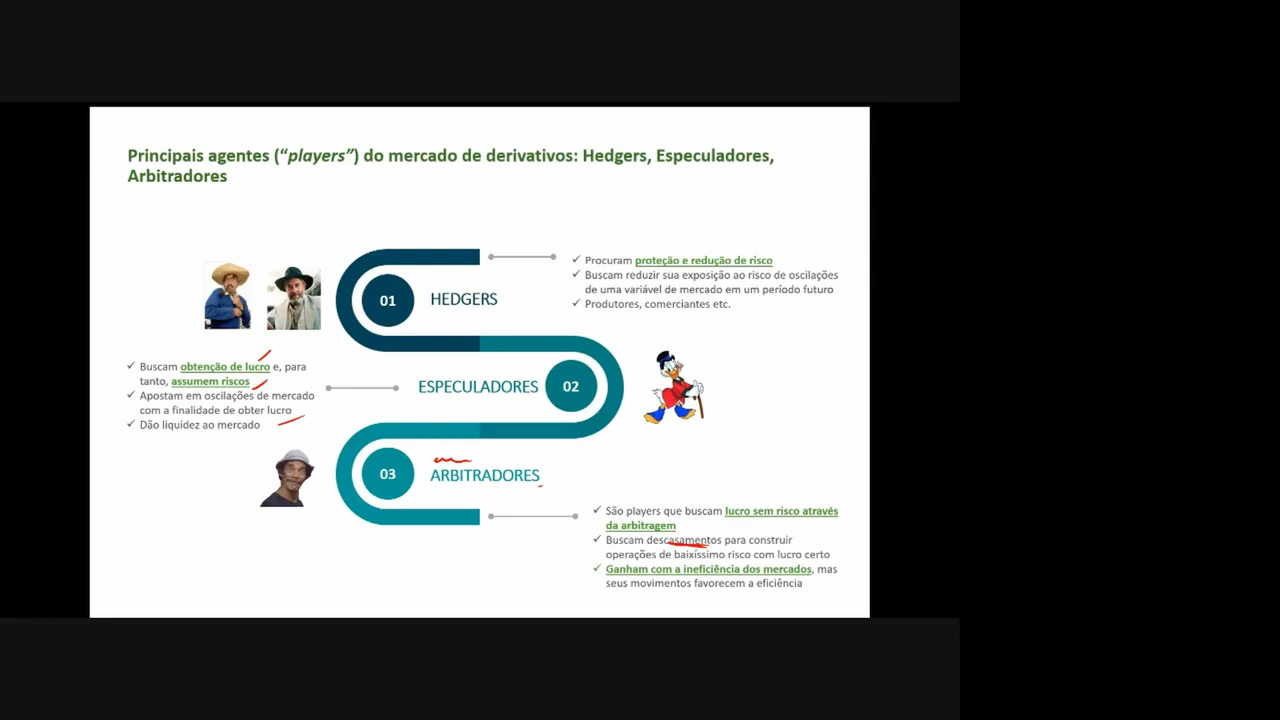 Principais agentes (“players”) do mercado de derivativos: Hedgers, Especuladores,
Arbitradores
01
HEDGERS
✓ Procuram proteção e redução de risco
✓ Buscam reduzir sua exposição ao risco de oscilações
de uma variável de mercado em um período futuro
✓ Produtores, comerciantes etc.
✓ Buscam obtenção de lucro e, para
tanto, assumem riscos
✓ Apostam em oscilações de mercado
com a finalidade de obter lucro
✓ Dão liquidez ao mercado
ESPECULADORES
02
03
ARBITRADORES
✓ São players que buscam lucro sem risco através
da arbitragem
✓ Buscam descasamentos para construir
operações de baixíssimo risco com lucro certo
✓ Ganham com a ineficiência dos mercados, mas
seus movimentos favorecem a eficiência